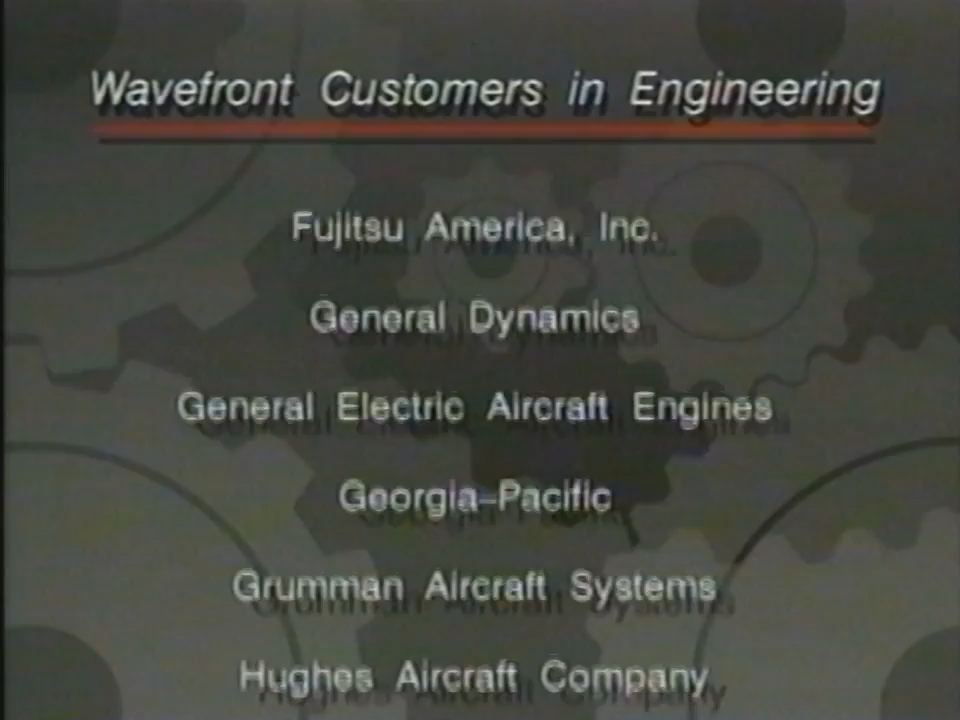 Wavefront Customers in Engineering
Fujitsu America, Inc.
General Dynamics
General Electric Aircraft Engines
Georgia-Pacific
Grumman Aircraft Systems
Hughes Aircraft Company